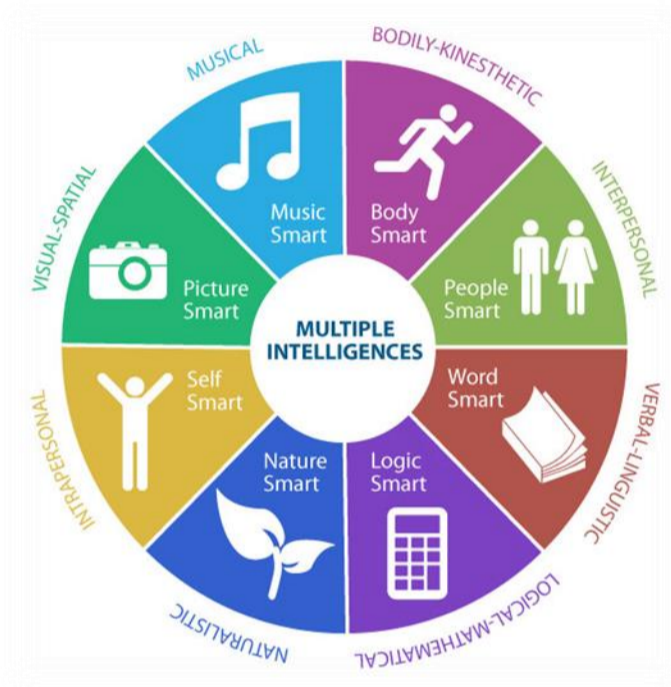 MUSICAL
BODILY-KINESTHETIC
INTERPERSONAL
VERBAL-LINGUISTIC
LOGICAL-MATHEMATICAL
NATURALISTIC
INTRAPERSONAL
VISUAL-SPATIAL
Music
Smart
Body
Smart
People
Smart
Word
Smart
Logic
Smart
Nature
Smart
Self
Smart
Picture
Smart
MULTIPLE
INTELLIGENCES